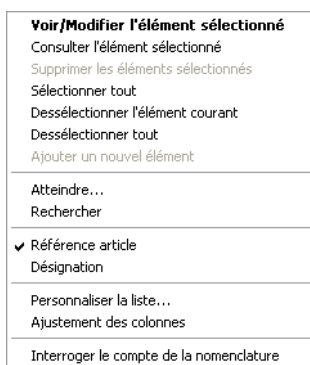 Voir/Modifier l'élément sélectionné
Consulter l'élément sélectionné
Supprimer les éléments sélectionnés
Sélectionner tout
Dessélectionner l'élément courant
Dessélectionner tout
Ajouter un nouvel élément
Atteindre...
Rechercher
Référence article
Désignation
Personnaliser la liste...
Ajustement des colonnes
Interroger le compte de la nomenclature